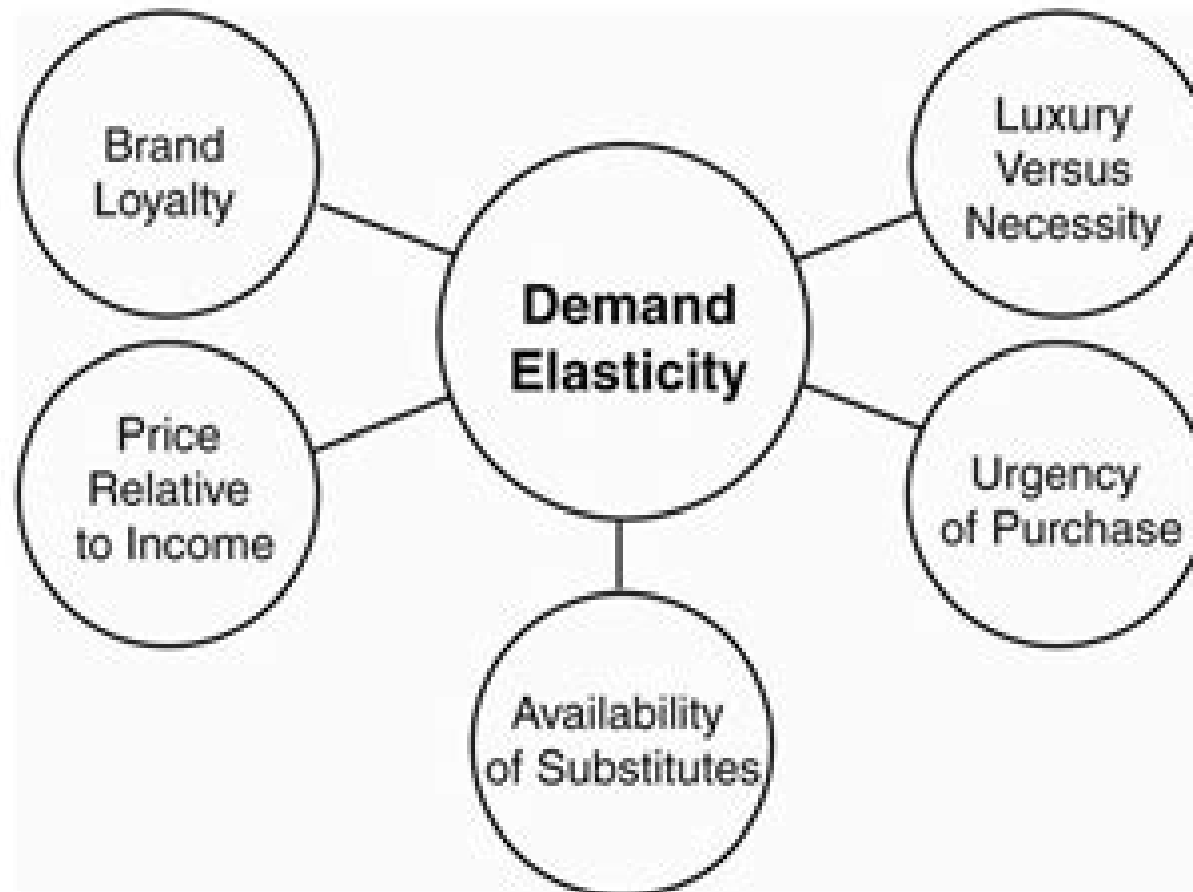 Brand
Loyalty
Luxury
Versus
Necessity
Demand
Elasticity
Price
Relative
to Income
Urgency
of Purchase
Availability
of Substitutes